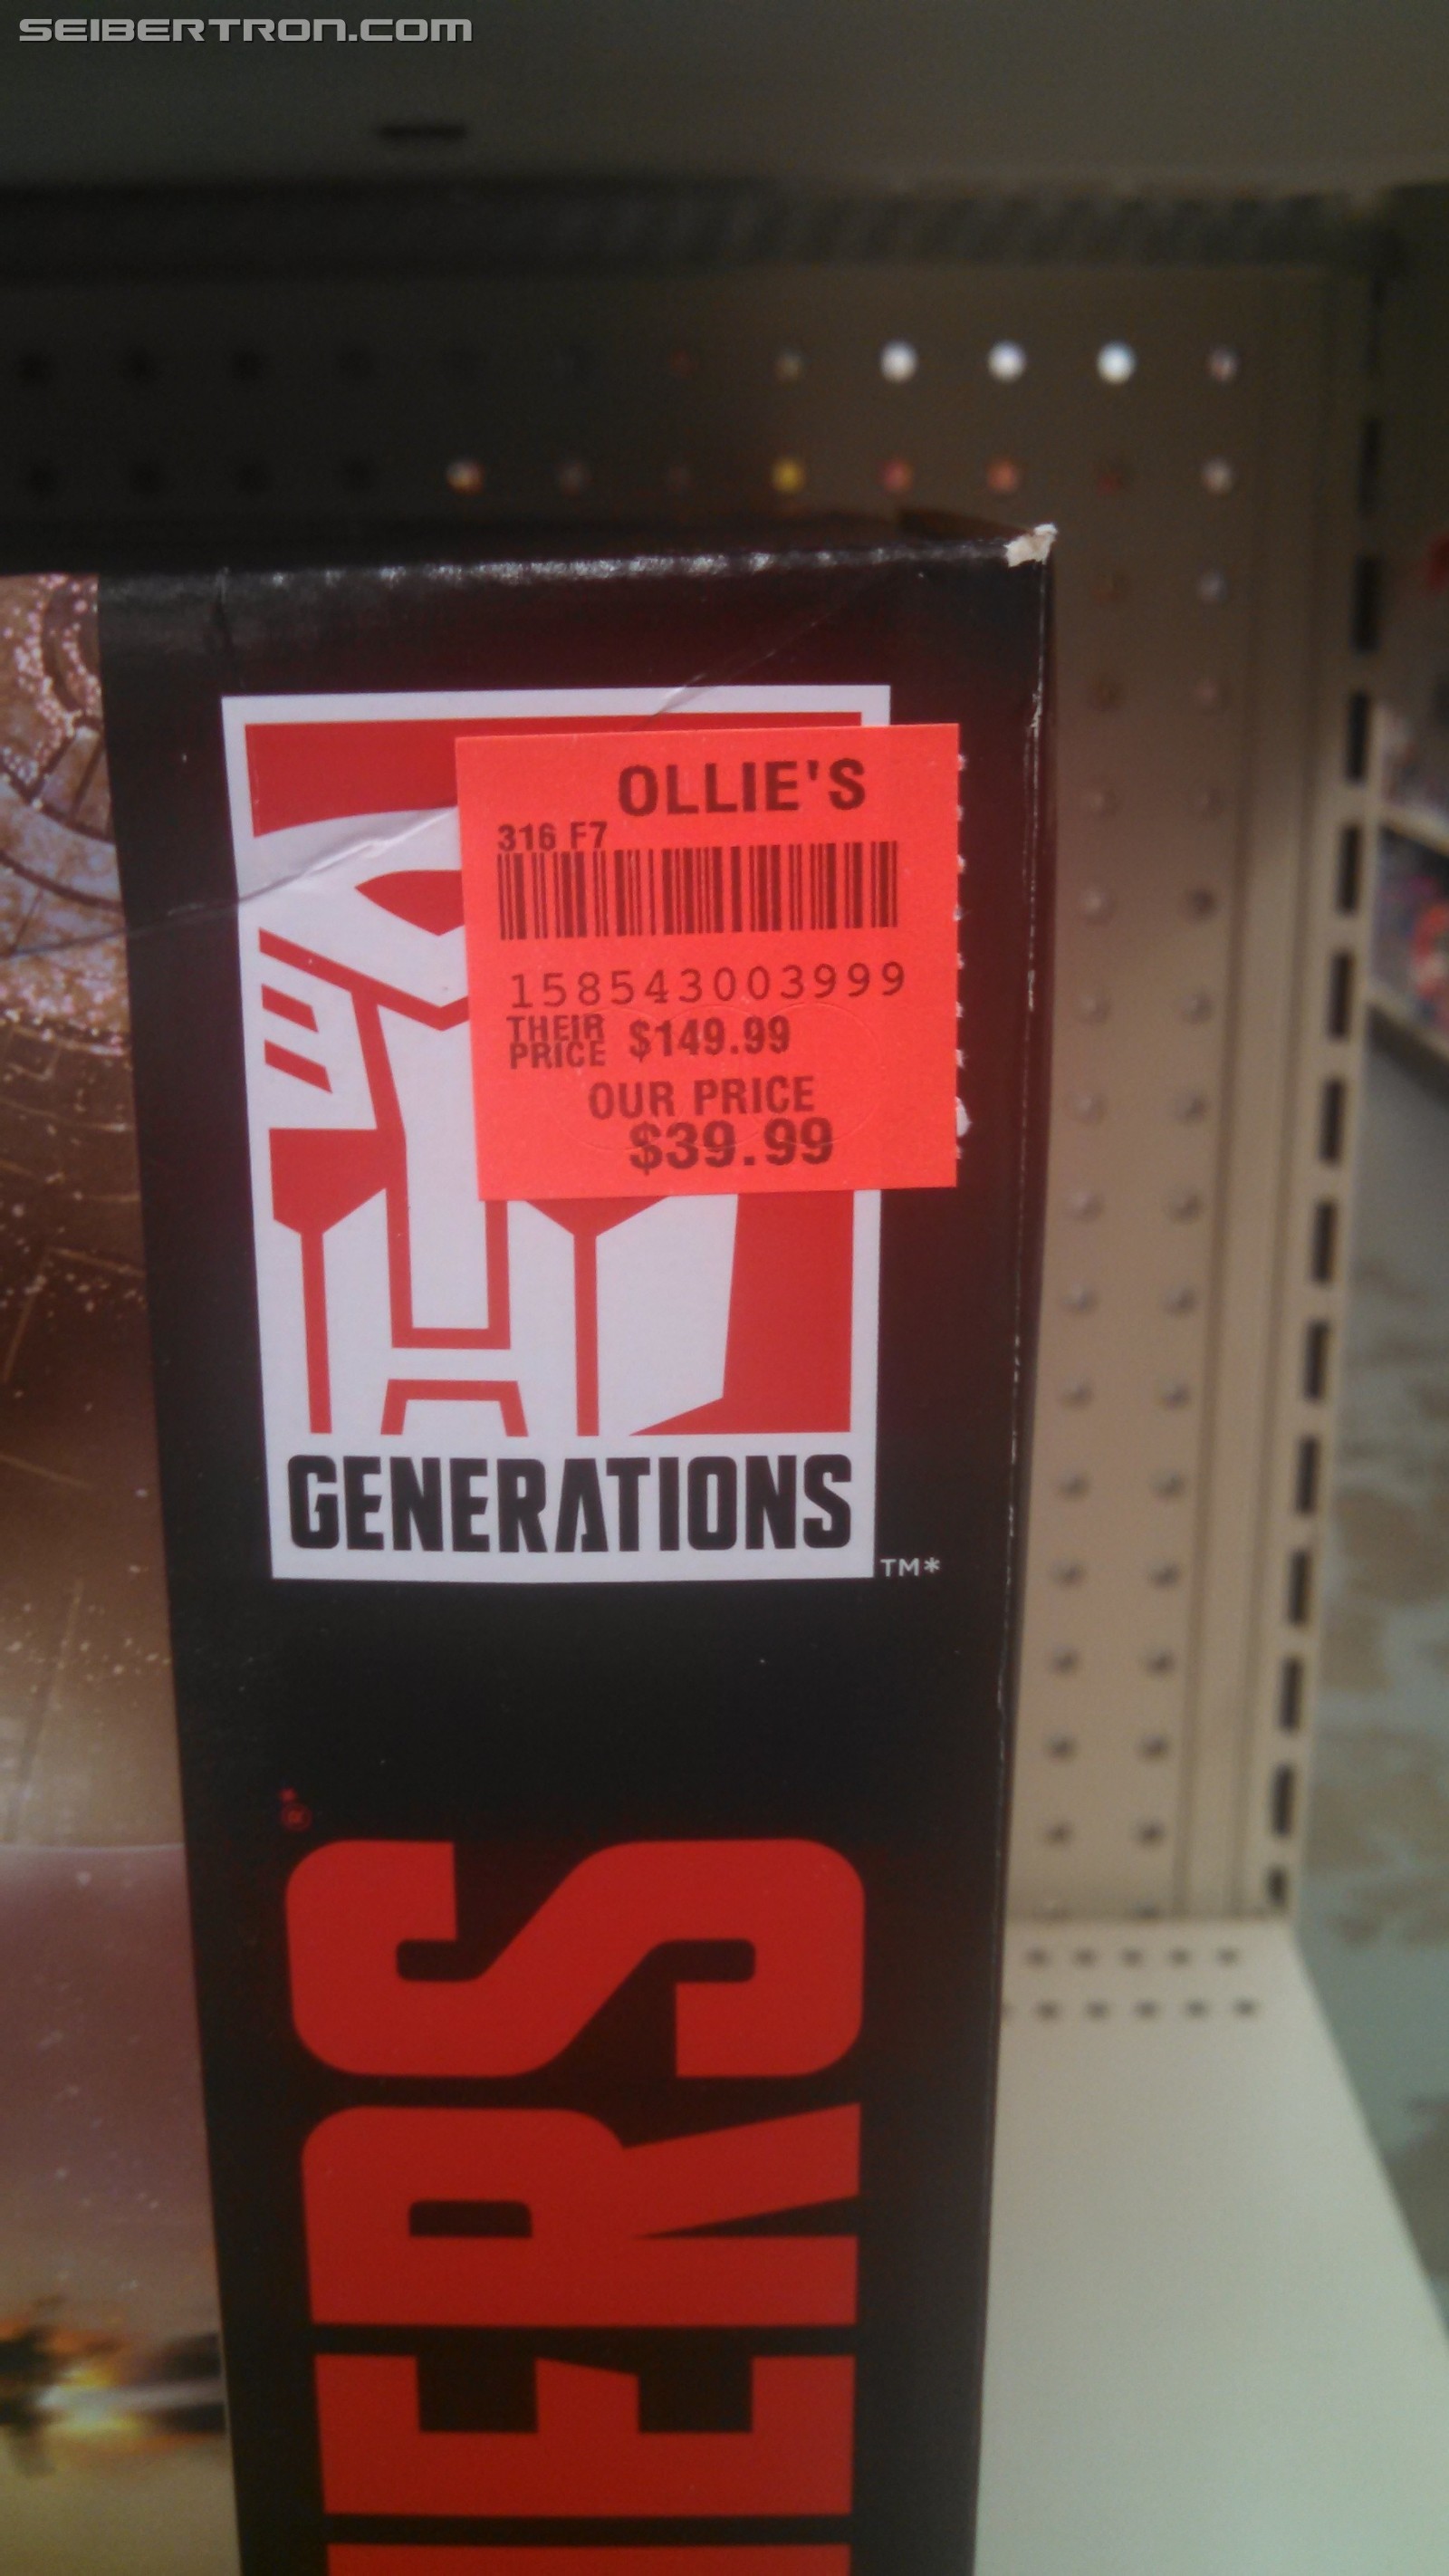 SEIBERTRON.COM
OLLIE'S
316 F7
158543003999
THEIR PRICE $149.99
OUR PRICE
$39.99
GENERATIONS
TM*
ERS
®*